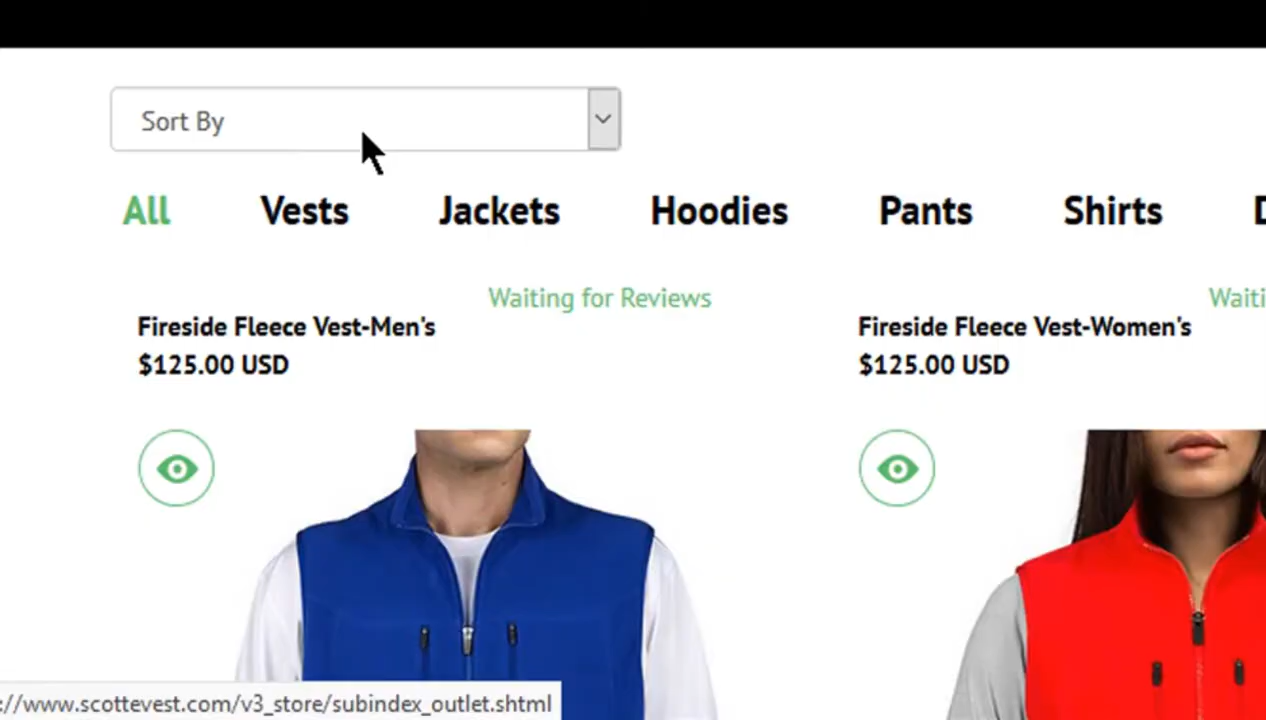 Sort By
All Vests Jackets Hoodies Pants Shirts
Waiting for Reviews
Fireside Fleece Vest-Men's
$125.00 USD
Fireside Fleece Vest-Women's
$125.00 USD
://www.scottevest.com/v3_store/subindex_outlet.shtml